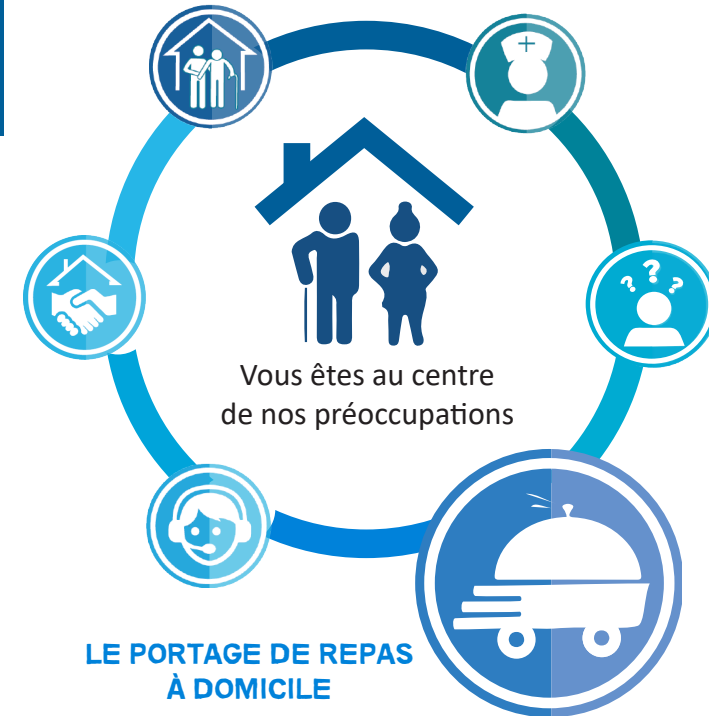 ? ? ?
Vous êtes au centre
de nos préoccupations
LE PORTAGE DE REPAS
À DOMICILE